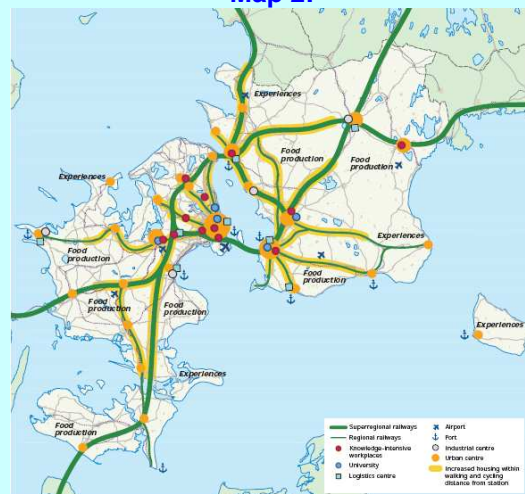 Map 2.
Experiences
Food
production
Food
production
Experiences
Experiences
Food
production
Food
production
Food
production
Experiences
Experiences
Food
production
Food
production
Superregional railways
Regional railways
Knowledge-intensive
workplaces
University
Logistics centre
Airport
Port
Industrial centre
Urban centre
Increased housing within
walking and cycling
distance from station